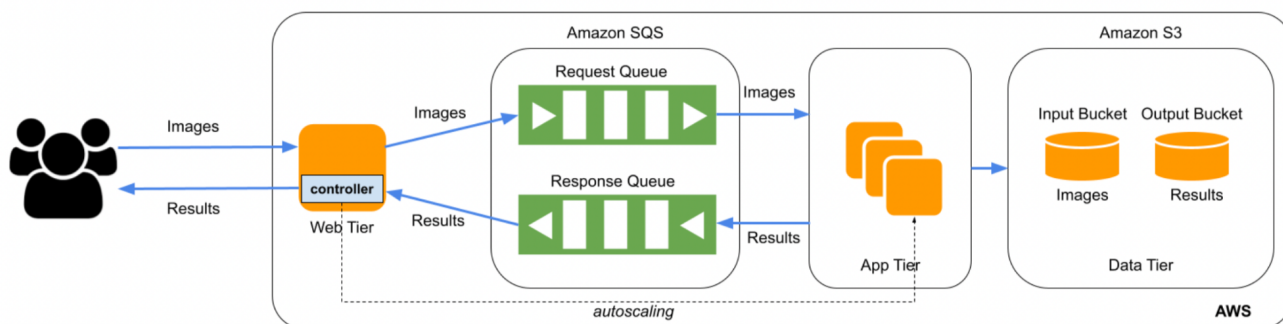 Amazon SQS
Amazon S3
Request Queue
Images
Images
Images
Input Bucket
Output Bucket
controller
Response Queue
Images
Results
Results
Results
Results
Web Tier
App Tier
Data Tier
autoscaling
AWS